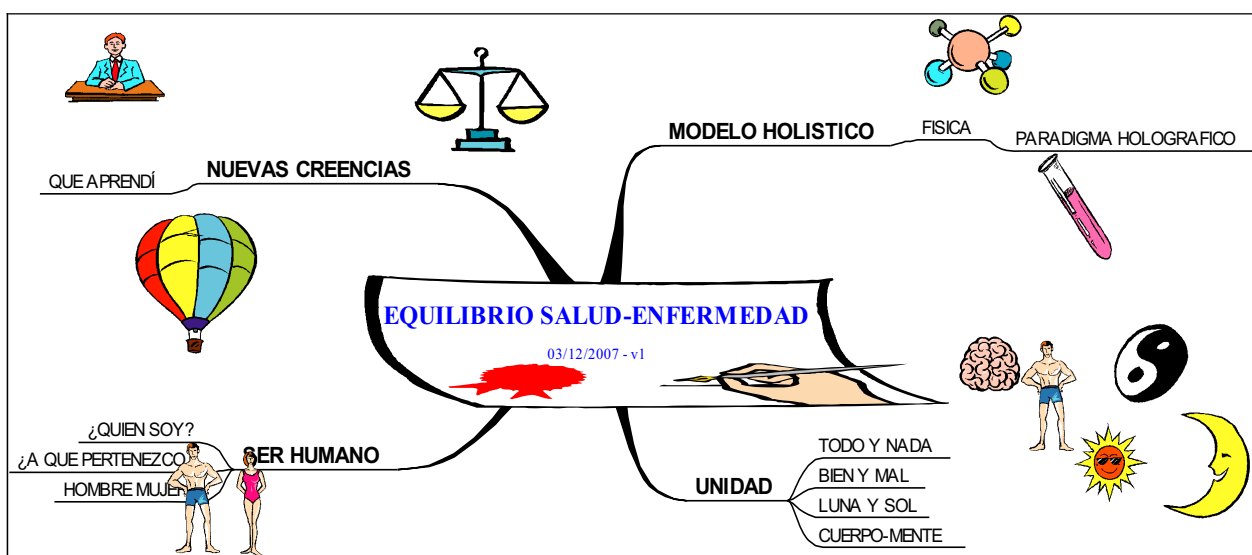 MODELO HOLISTICO
FISICA
PARADIGMA HOLOGRAFICO
NUEVAS CREENCIAS
QUE APRENDÍ
EQUILIBRIO SALUD-ENFERMEDAD
03/12/2007 - v1
SER HUMANO
¿QUIEN SOY?
¿A QUE PERTENEZCO
HOMBRE MUJER
UNIDAD
TODO Y NADA
BIEN Y MAL
LUNA Y SOL
CUERPO-MENTE